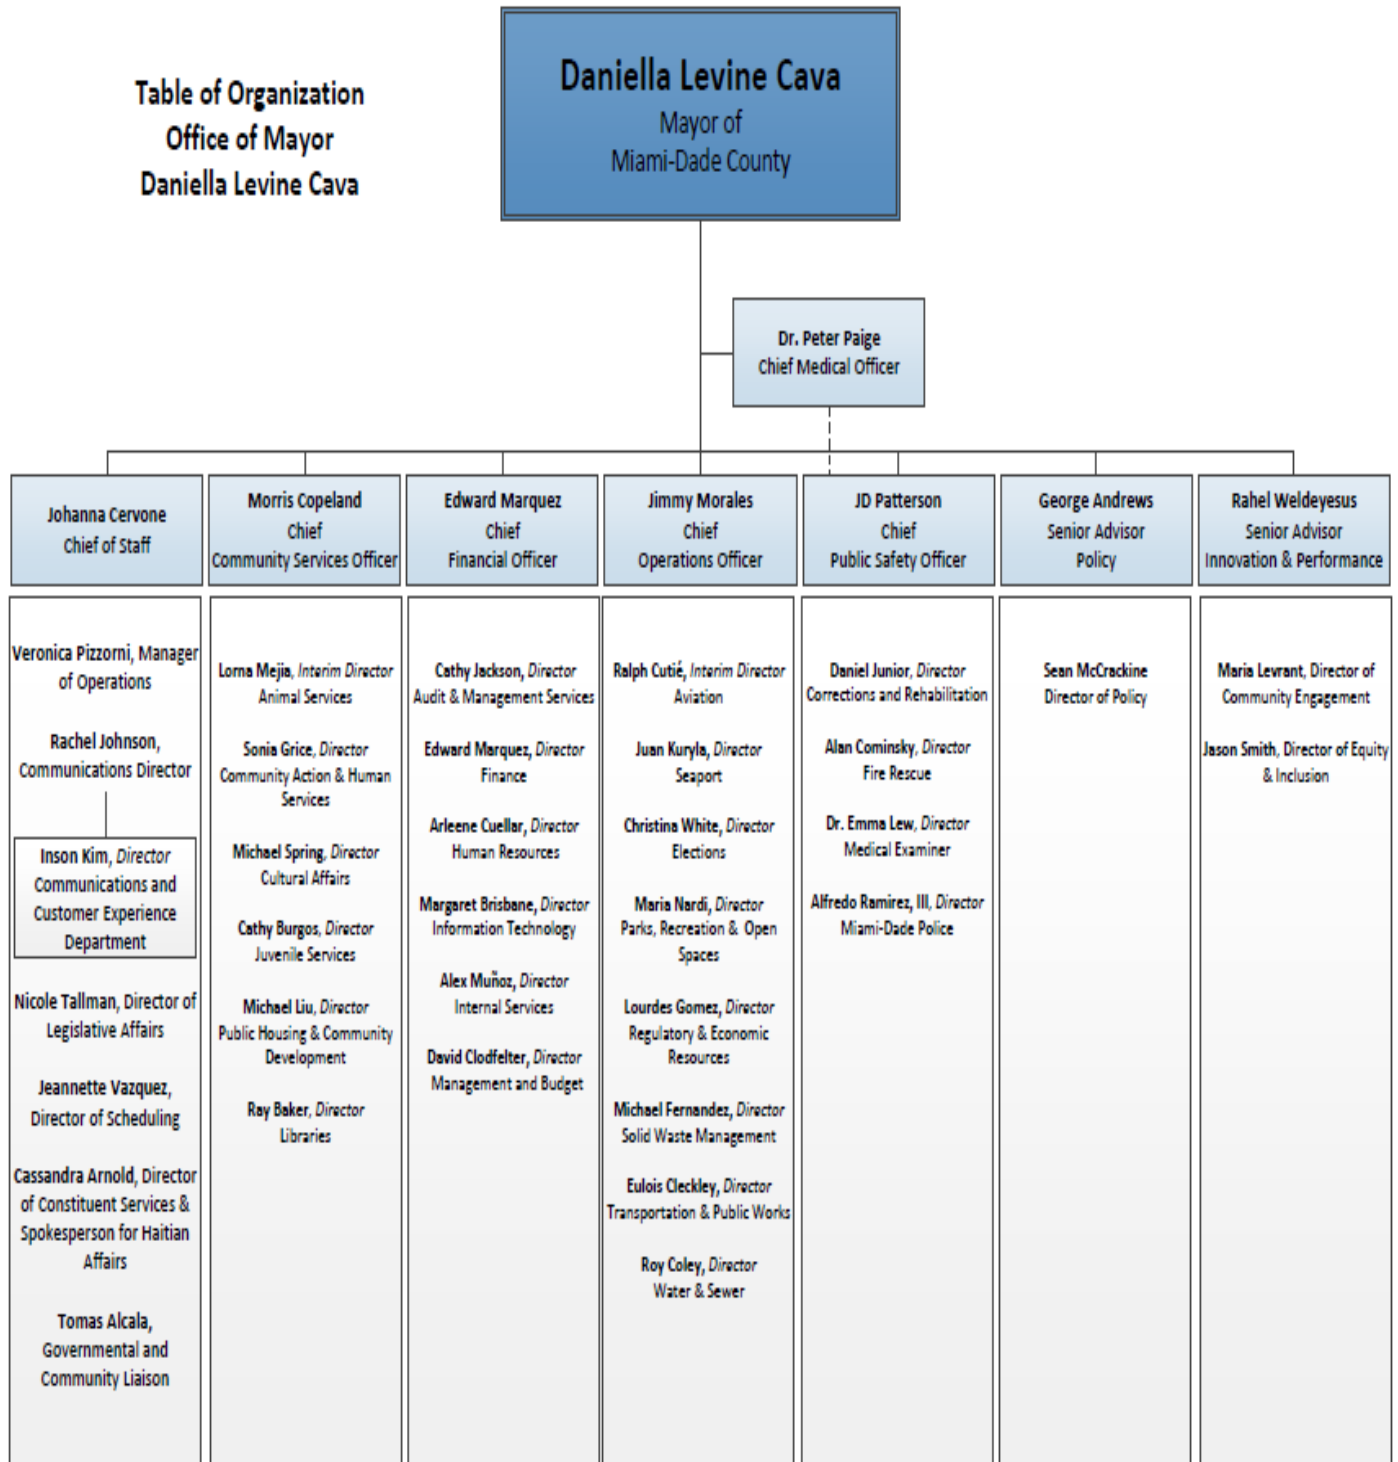 Table of Organization
Office of Mayor
Daniella Levine Cava
Daniella Levine Cava
Mayor of
Miami-Dade County
Dr. Peter Paige
Chief Medical Officer
Johanna Cervone
Chief of Staff
Morris Copeland
Chief
Community Services Officer
Edward Marquez
Chief
Financial Officer
Jimmy Morales
Chief
Operations Officer
JD Patterson
Chief
Public Safety Officer
George Andrews
Senior Advisor
Policy
Rahel Weldeyesus
Senior Advisor
Innovation & Performance
Veronica Pizzorni, Manager
of Operations
Rachel Johnson,
Communications Director
Inson Kim, Director
Communications and
Customer Experience
Department
Nicole Tallman, Director of
Legislative Affairs
Jeannette Vazquez,
Director of Scheduling
Cassandra Arnold, Director
of Constituent Services &
Spokesperson for Haitian
Affairs
Tomas Alcala,
Governmental and
Community Liaison
Lorna Mejia, Interim Director
Animal Services
Sonia Grice, Director
Community Action & Human
Services
Michael Spring, Director
Cultural Affairs
Cathy Burgos, Director
Juvenile Services
Michael Liu, Director
Public Housing & Community
Development
Ray Baker, Director
Libraries
Cathy Jackson, Director
Audit & Management Services
Edward Marquez, Director
Finance
Arleene Cuellar, Director
Human Resources
Margaret Brisbane, Director
Information Technology
Alex Muñoz, Director
Internal Services
David Clodfelter, Director
Management and Budget
Ralph Cutié, Interim Director
Aviation
Juan Kuryla, Director
Seaport
Christina White, Director
Elections
Maria Nardi, Director
Parks, Recreation & Open
Spaces
Lourdes Gomez, Director
Regulatory & Economic
Resources
Michael Fernandez, Director
Solid Waste Management
Eulois Cleckley, Director
Transportation & Public Works
Roy Coley, Director
Water & Sewer
Daniel Junior, Director
Corrections and Rehabilitation
Alan Cominsky, Director
Fire Rescue
Dr. Emma Lew, Director
Medical Examiner
Alfredo Ramirez, III, Director
Miami-Dade Police
Sean McCrackine
Director of Policy
Maria Levrant, Director of
Community Engagement
Jason Smith, Director of Equity
& Inclusion